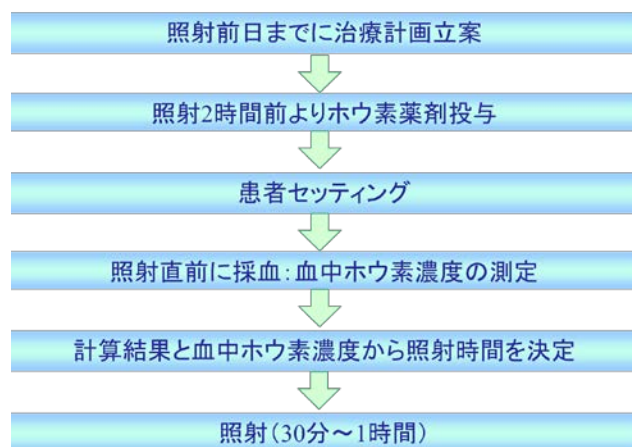 照射前日までに治療計画立案
照射2時間前よりホウ素薬剤投与
患者セッティング
照射直前に採血：血中ホウ素濃度の測定
計算結果と血中ホウ素濃度から照射時間を決定
照射（30分～1時間）